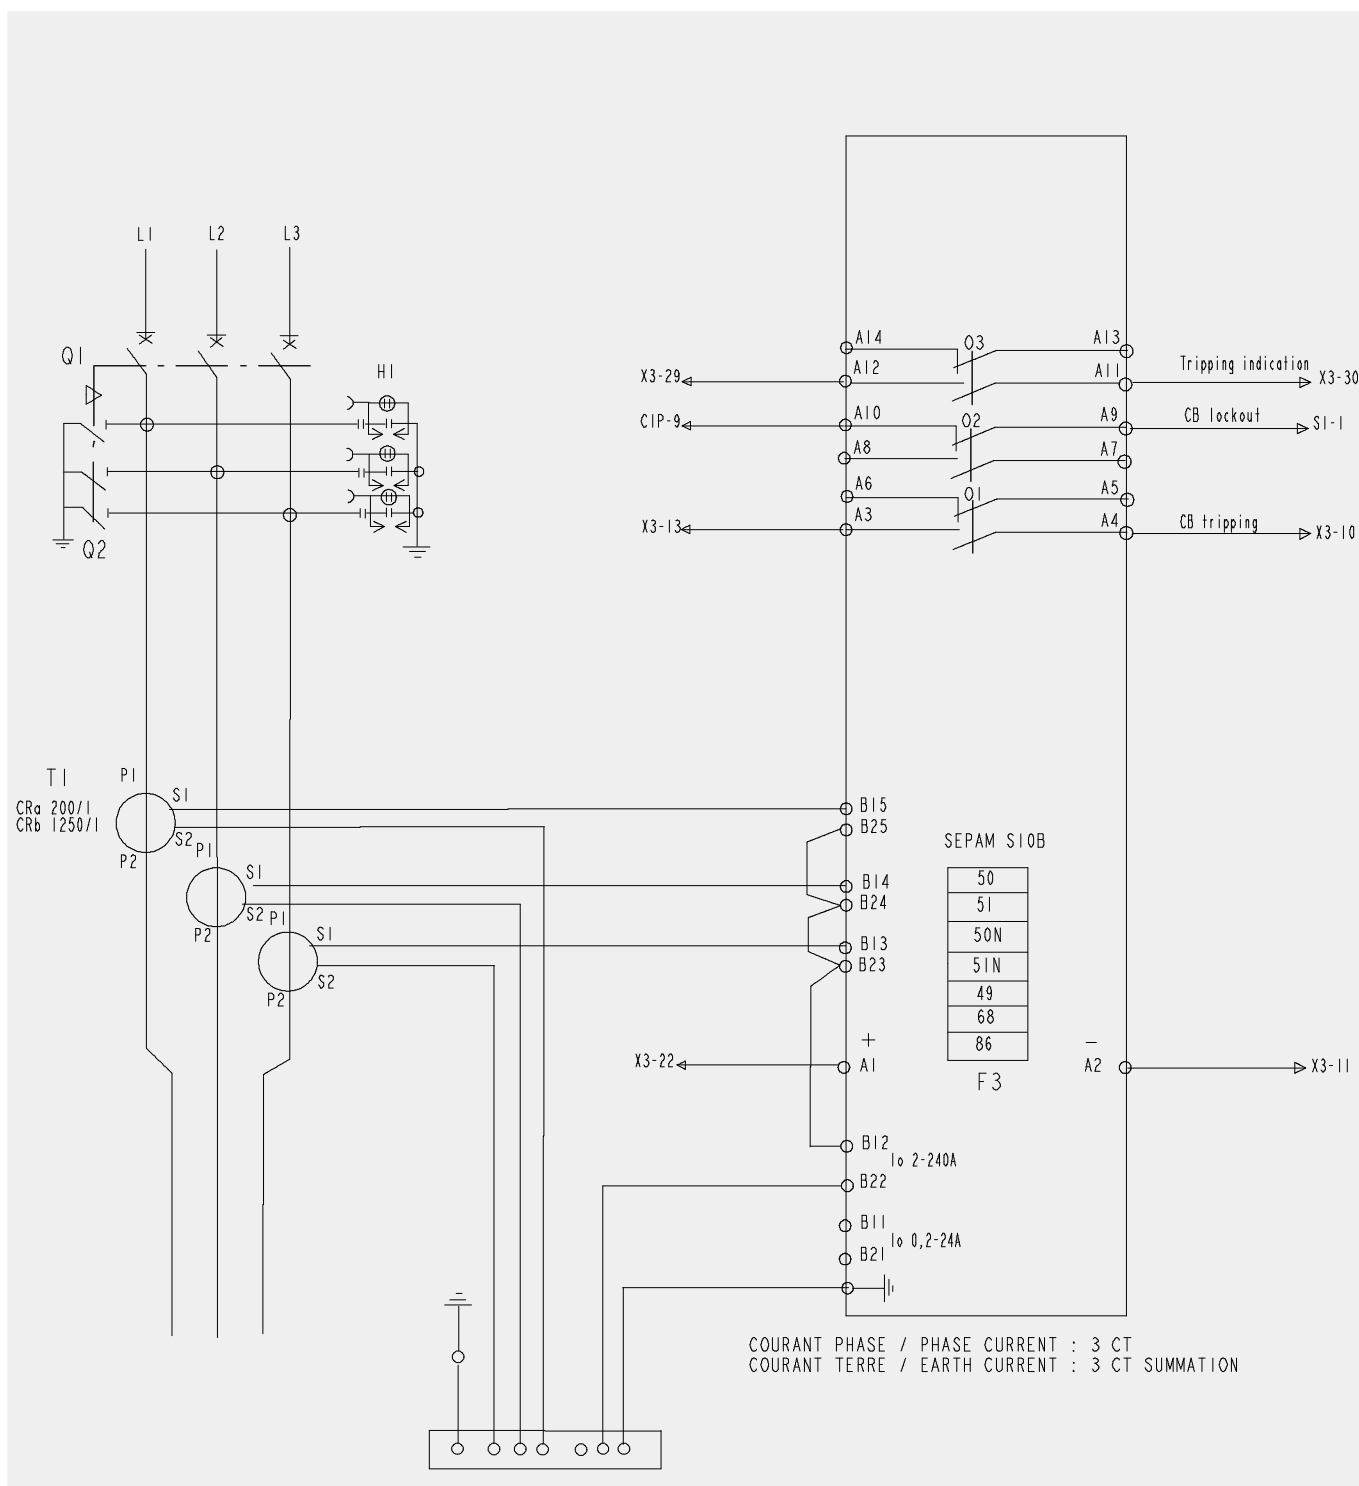 L1 L2 L3
Q1
H1
Q2
A14 O3 A13
X3-29 A12 A11 Tripping indication X3-30
C1P-9 A10 O2 A9 CB lockout S1-1
A8 A7
A6 O1 A5
X3-13 A3 A4 CB tripping X3-10
T1
CRa 200/1
CRb 1250/1
P1
S1
S2
P2
P1
S1
S2
P2
P1
S1
S2
P2
B15
B25
B14
B24
B13
B23
SEPAM S10B
50
51
50N
51N
49
68
86
F3
+
X3-22 A1
-
A2 X3-11
B12
Io 2-240A
B22
B11
Io 0,2-24A
B21
COURANT PHASE / PHASE CURRENT : 3 CT
COURANT TERRE / EARTH CURRENT : 3 CT SUMMATION